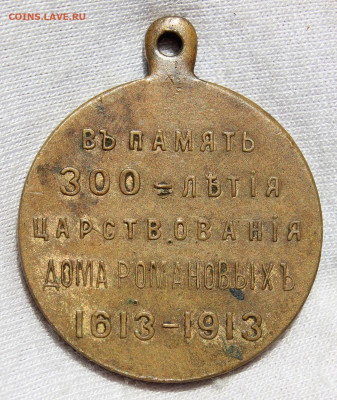 COINS.LAVE.RU
ВЪ ПАМЯТЬ
300=ЛѢТІЯ
ЦАРСТВОВАНІЯ
ДОМА РОМАНОВЫХЪ
1613-1913